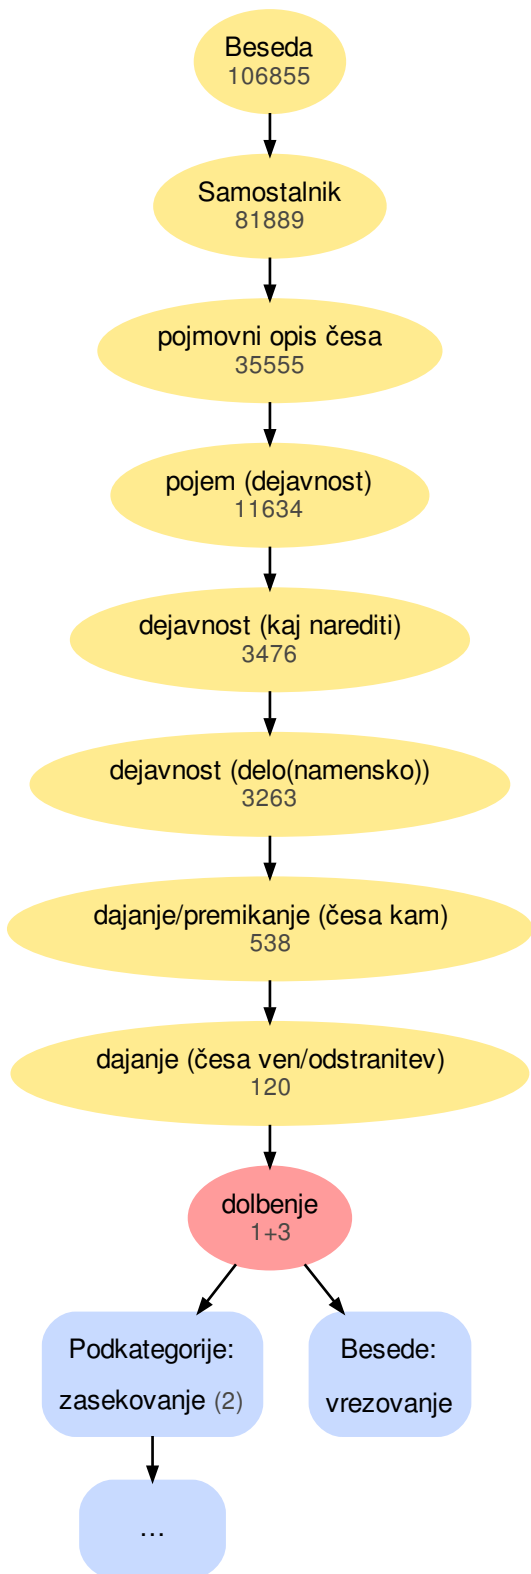 Beseda
106855
Samostalnik
81889
pojmovni opis česa
35555
pojem (dejavnost)
11634
dejavnost (kaj narediti)
3476
dejavnost (delo(namensko))
3263
dajanje/premikanje (česa kam)
538
dajanje (česa ven/odstranitev)
120
dolbenje
1+3
Podkategorije:
zasekovanje (2)
Besede:
vrezovanje
...